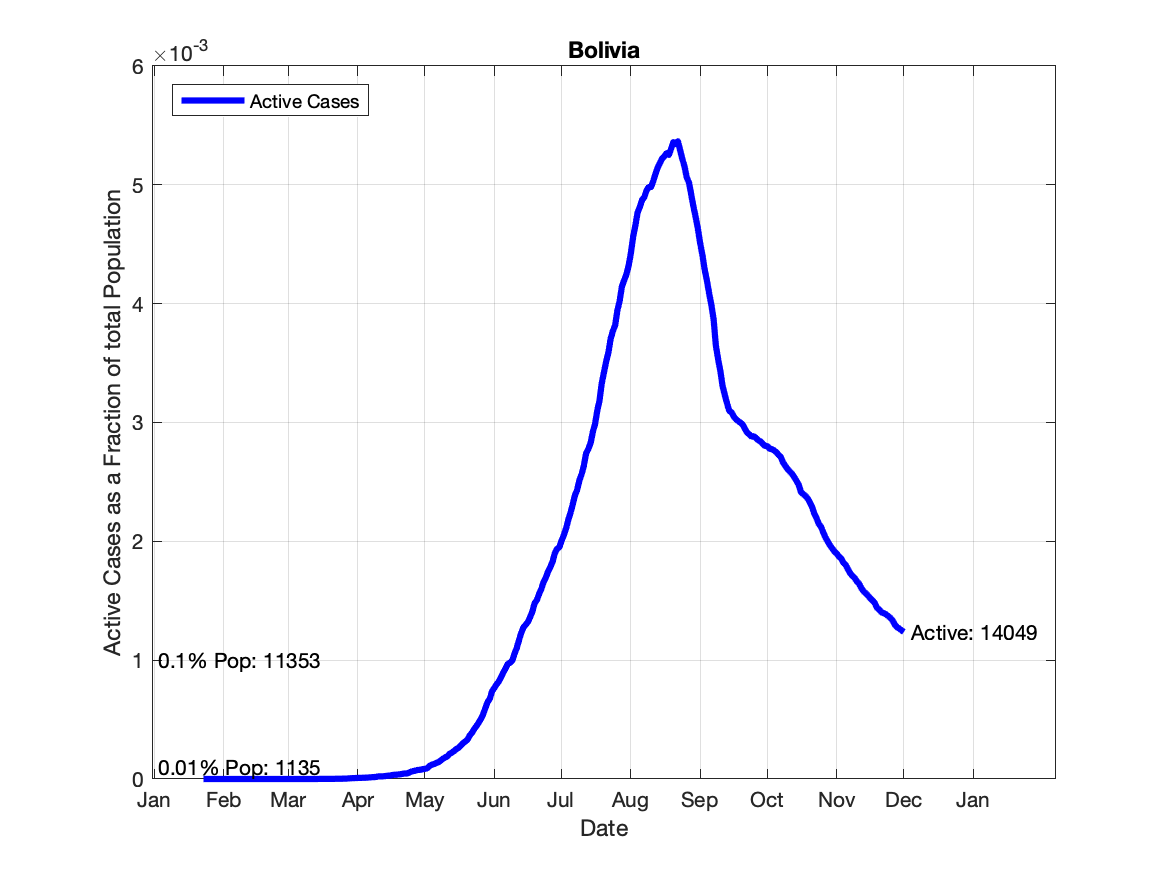 Bolivia
×10-3
Active Cases
6
5
4
3
2
1
0
Active Cases as a Fraction of total Population
0.1% Pop: 11353
0.01% Pop: 1135
Active: 14049
Jan Feb Mar Apr May Jun Jul Aug Sep Oct Nov Dec Jan
Date